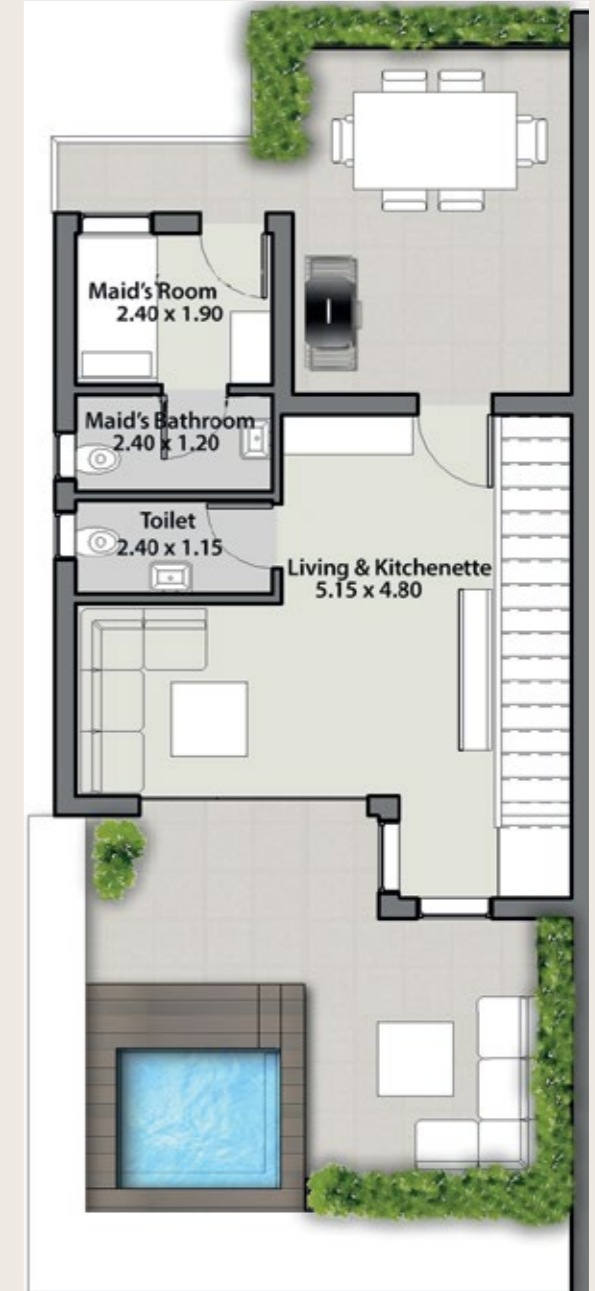 Maid's Room
2.40 x 1.90
Maid's Bathroom
2.40 x 1.20
Toilet
2.40 x 1.15
Living & Kitchenette
5.15 x 4.80